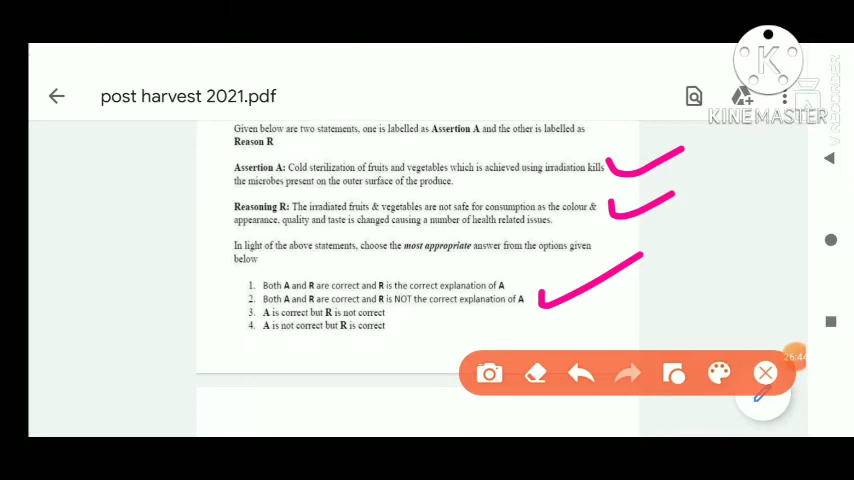 post harvest 2021.pdf
K
KINEMASTER
V RECORDER
Given below are two statements, one is labelled as Assertion A and the other is labelled as
Reason R
Assertion A: Cold sterilization of fruits and vegetables which is achieved using irradiation kills
the microbes present on the outer surface of the produce.
Reasoning R: The irradiated fruits & vegetables are not safe for consumption as the colour &
appearance, quality and taste is changed causing a number of health related issues.
In light of the above statements, choose the most appropriate answer from the options given
below
1. Both A and R are correct and R is the correct explanation of A
2. Both A and R are correct and R is NOT the correct explanation of A
3. A is correct but R is not correct
4. A is not correct but R is correct
26:44